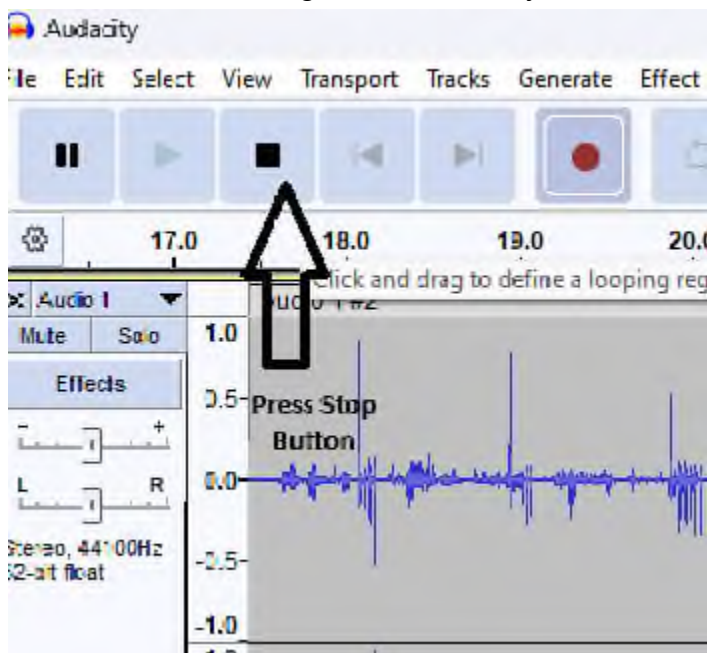 Audacity
File Edit Select View Transport Tracks Generate Effect
17.0 18.0 19.0 20.0
Click and drag to define a looping reg
Audio 1 #2
× Audio 1
Mute Solo
Effects
- +
L R
Stereo, 44100Hz
32-bit float
1.0
0.5-
0.0-
-0.5-
-1.0
Press Stop
Button